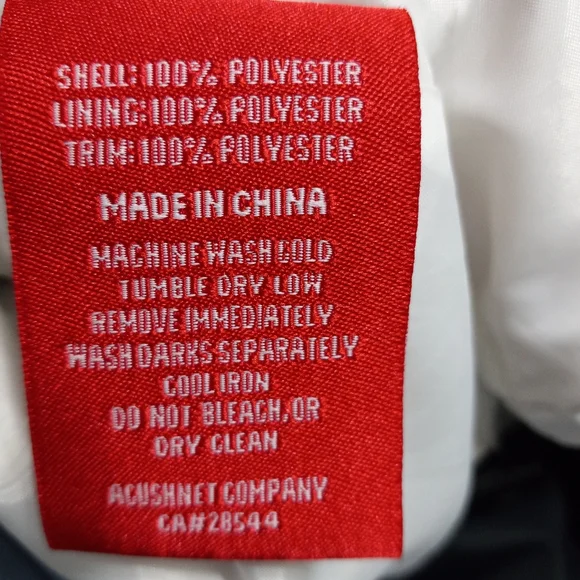 SHELL: 100% POLYESTER
LINING: 100% POLYESTER
TRIM: 100% POLYESTER
MADE IN CHINA
MACHINE WASH COLD
TUMBLE DRY LOW
REMOVE IMMEDIATELY
WASH DARKS SEPARATELY
COOL IRON
DO NOT BLEACH, OR
DRY CLEAN
ACUSHNET COMPANY
CA#28544